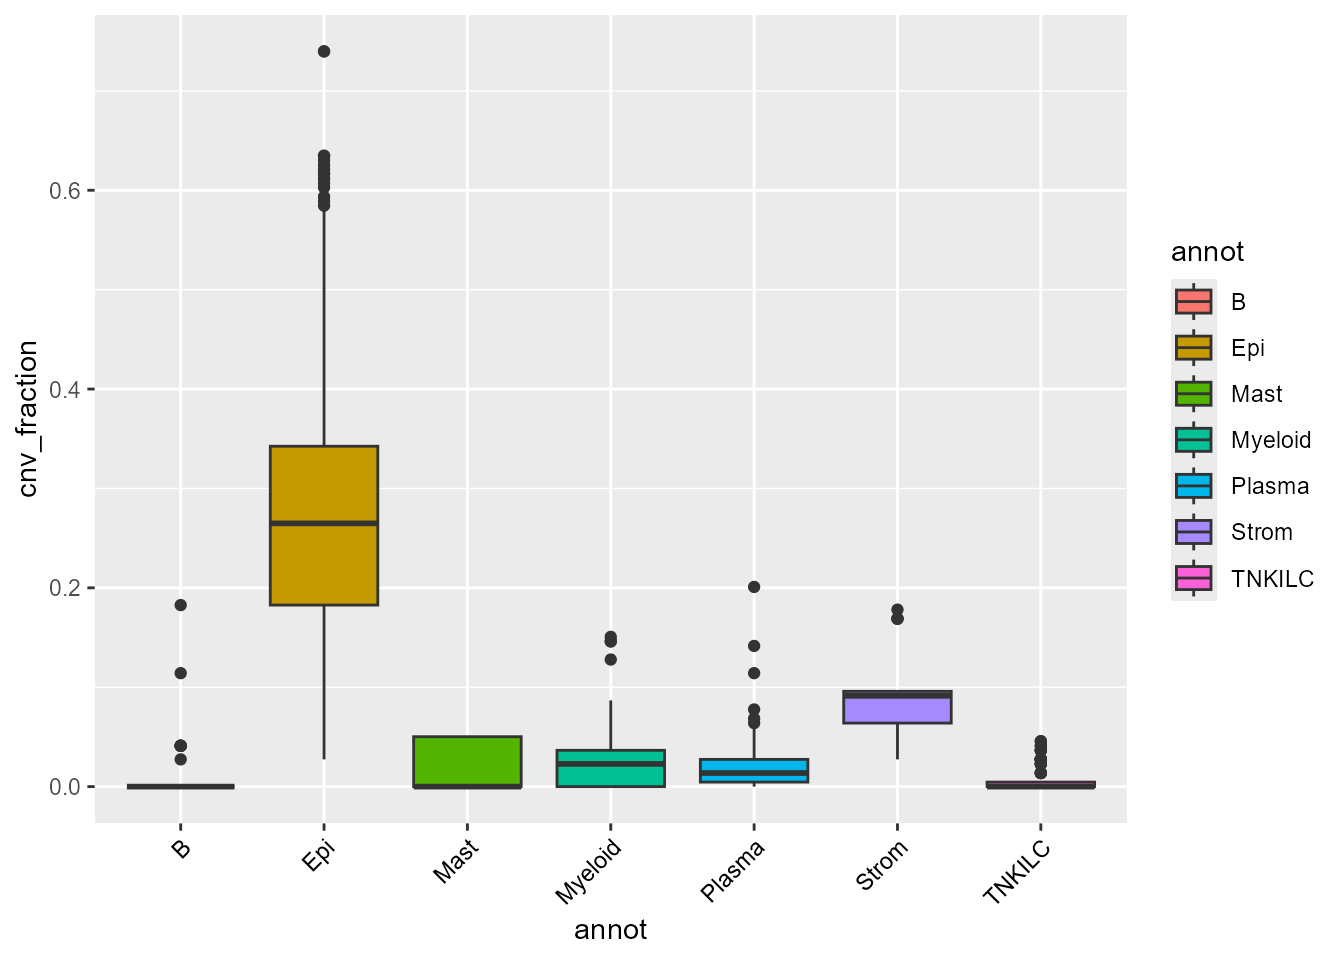 cnv_fraction
0.6
0.4
0.2
0.0
B
Epi
Mast
Myeloid
Plasma
Strom
TNKILC
annot
annot
B
Epi
Mast
Myeloid
Plasma
Strom
TNKILC